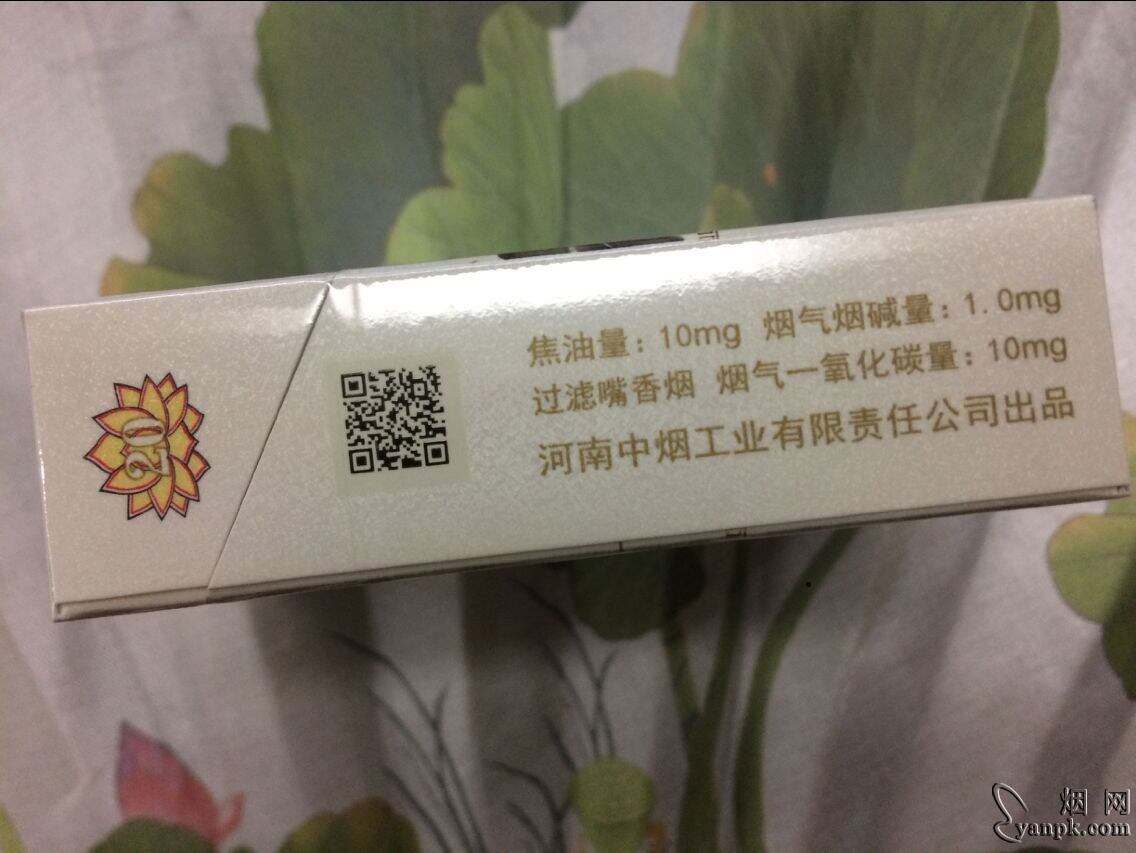 20
焦油量：10mg 烟气烟碱量：1.0mg
过滤嘴香烟 烟气一氧化碳量：10mg
河南中烟工业有限责任公司出品
烟网
yanpk.com